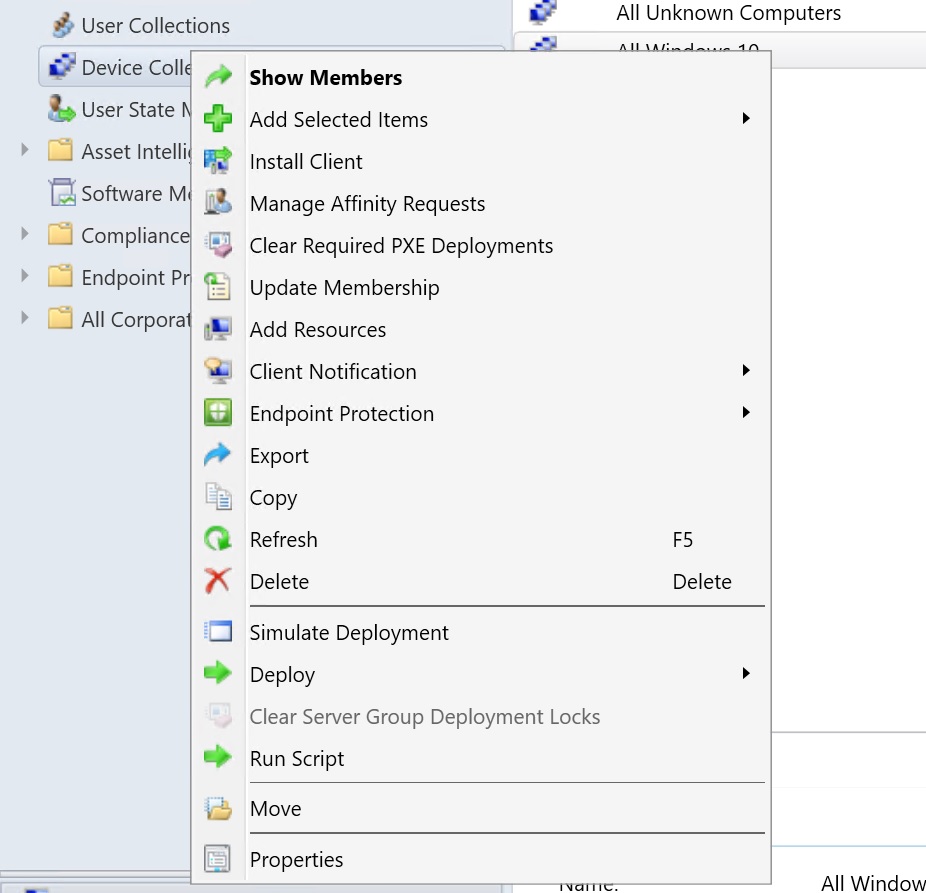 User Collections
Device Colle
User State M
Asset Intelli
Software Me
Compliance
Endpoint Pr
All Corporat
All Unknown Computers
All Windows 10
Show Members
Add Selected Items
Install Client
Manage Affinity Requests
Clear Required PXE Deployments
Update Membership
Add Resources
Client Notification
Endpoint Protection
Export
Copy
Refresh F5
Delete Delete
Simulate Deployment
Deploy
Clear Server Group Deployment Locks
Run Script
Move
Properties
Name: All Window